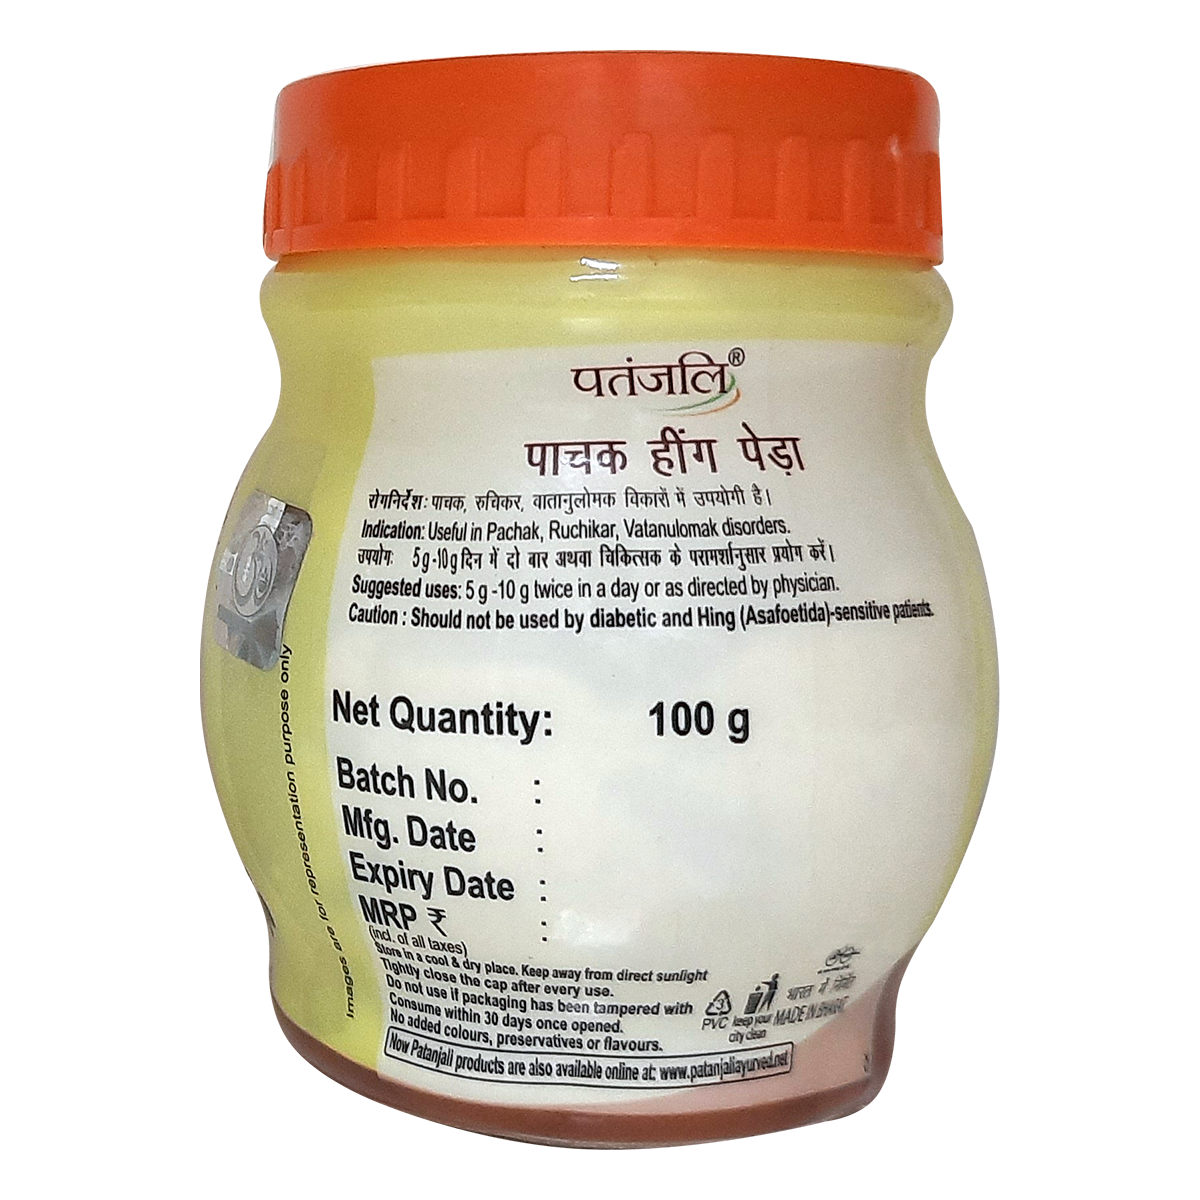 पतंजलि®
पाचक हींग पेड़ा
रोगनिर्देशः पाचक, रुचिकर, वातानुलोमक विकारों में उपयोगी है।
Indication: Useful in Pachak, Ruchikar, Vatanulomak disorders.
उपयोगः 5g-10g दिन में दो बार अथवा चिकित्सक के परामर्शानुसार प्रयोग करें।
Suggested uses: 5 g -10 g twice in a day or as directed by physician.
Caution : Should not be used by diabetic and Hing (Asafoetida)-sensitive patients.
Net Quantity: 100 g
Batch No. :
Mfg. Date :
Expiry Date :
MRP ₹ :
(incl. of all taxes)
Store in a cool & dry place. Keep away from direct sunlight
Tightly close the cap after every use.
Do not use if packaging has been tampered with
Consume within 30 days once opened.
No added colours, preservatives or flavours.
Now Patanjali products are also available online at: www.patanjaliayurved.net
3
PVC
keep your
city clean
भारत में निर्मित
MADE IN BHARAT
Images are for representation purpose only